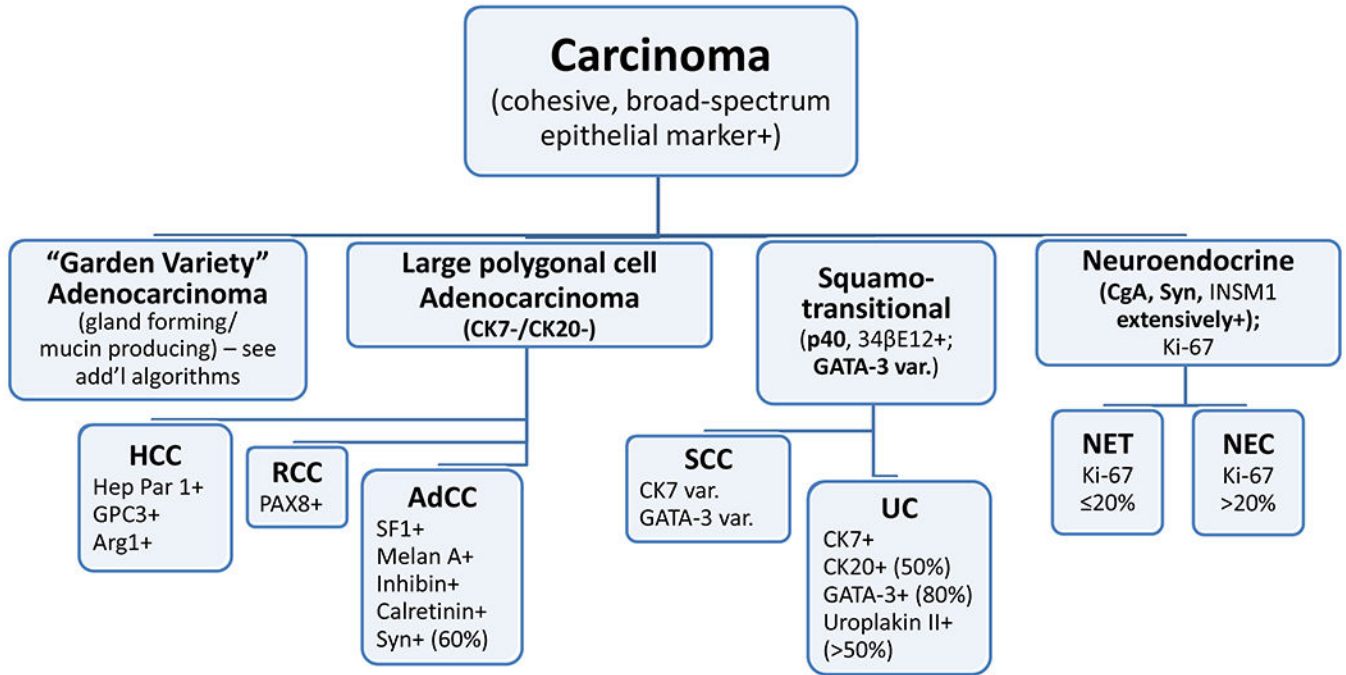 Carcinoma
(cohesive, broad-spectrum
epithelial marker+)
“Garden Variety”
Adenocarcinoma
(gland forming/
mucin producing) – see
add’l algorithms
Large polygonal cell
Adenocarcinoma
(CK7-/CK20-)
Squamo-
transitional
(p40, 34βE12+;
GATA-3 var.)
Neuroendocrine
(CgA, Syn, INSM1
extensively+);
Ki-67
HCC
Hep Par 1+
GPC3+
Arg1+
RCC
PAX8+
AdCC
SF1+
Melan A+
Inhibin+
Calretinin+
Syn+ (60%)
SCC
CK7 var.
GATA-3 var.
UC
CK7+
CK20+ (50%)
GATA-3+ (80%)
Uroplakin II+
(>50%)
NET
Ki-67
≤20%
NEC
Ki-67
>20%